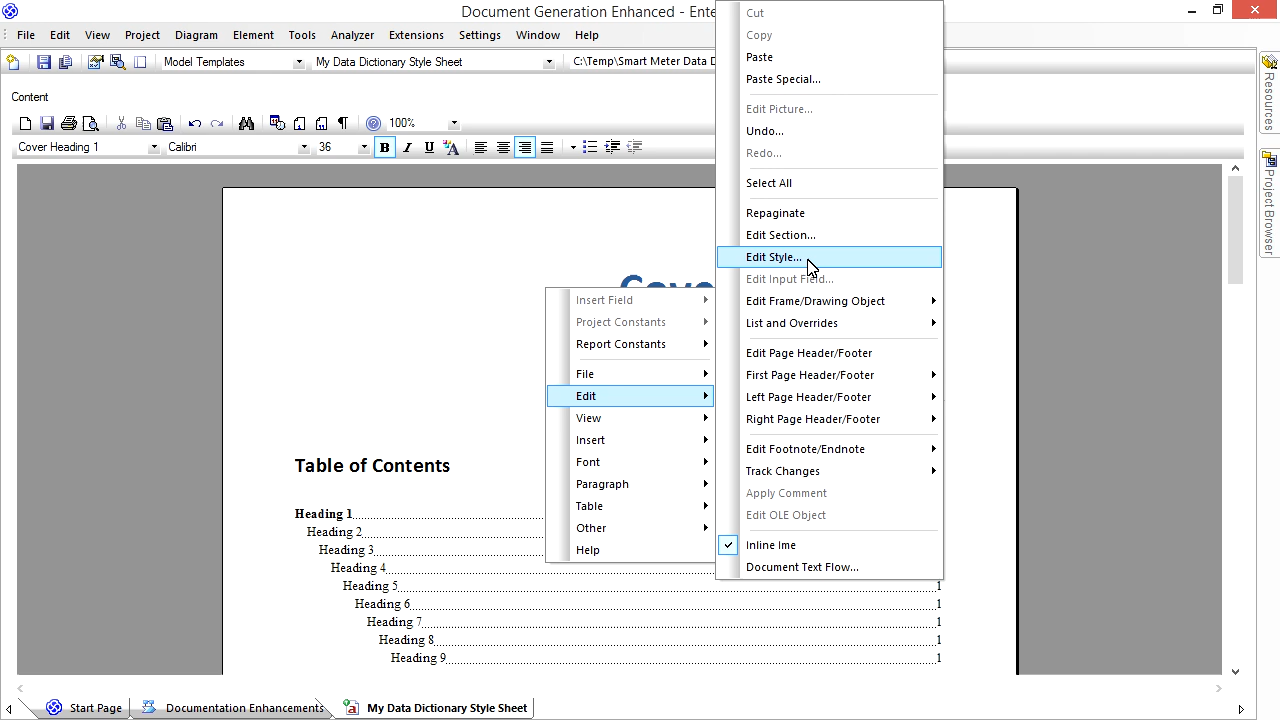 Document Generation Enhanced - Ente
File Edit View Project Diagram Element Tools Analyzer Extensions Settings Window Help
Model Templates My Data Dictionary Style Sheet C:\Temp\Smart Meter Data D
Content
100%
Cover Heading 1 Calibri 36 B I U A
Cut
Copy
Paste
Paste Special...
Edit Picture...
Undo...
Redo...
Select All
Repaginate
Edit Section...
Edit Style...
Edit Input Field...
Edit Frame/Drawing Object
List and Overrides
Edit Page Header/Footer
First Page Header/Footer
Left Page Header/Footer
Right Page Header/Footer
Edit Footnote/Endnote
Track Changes
Apply Comment
Edit OLE Object
Inline Ime
Document Text Flow...
Insert Field
Project Constants
Report Constants
File
Edit
View
Insert
Font
Paragraph
Table
Other
Help
Table of Contents
Heading 1
Heading 2
Heading 3
Heading 4
Heading 5 1
Heading 6 1
Heading 7 1
Heading 8 1
Heading 9 1
Resources
Project Browser
Start Page Documentation Enhancements My Data Dictionary Style Sheet